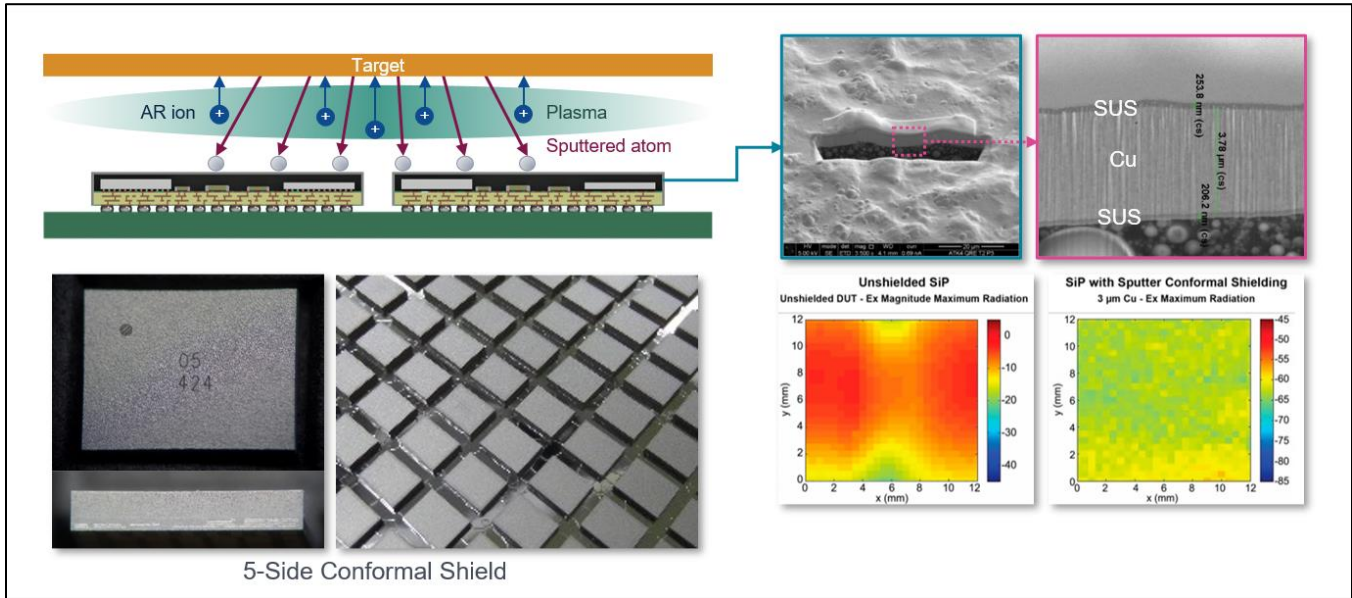 Target
AR ion
Plasma
Sputtered atom
SUS
Cu
SUS
253.8 nm (cs)
3.78 µm (cs)
206.2 nm (cs)
20 µm
05
424
5-Side Conformal Shield
Unshielded SiP
Unshielded DUT - Ex Magnitude Maximum Radiation
12
10
8
6
4
2
0
y (mm)
0 2 4 6 8 10 12
x (mm)
0
-10
-20
-30
-40
SiP with Sputter Conformal Shielding
3 µm Cu - Ex Maximum Radiation
12
10
8
6
4
2
0
y (mm)
0 2 4 6 8 10 12
x (mm)
-45
-50
-55
-60
-65
-70
-75
-80
-85